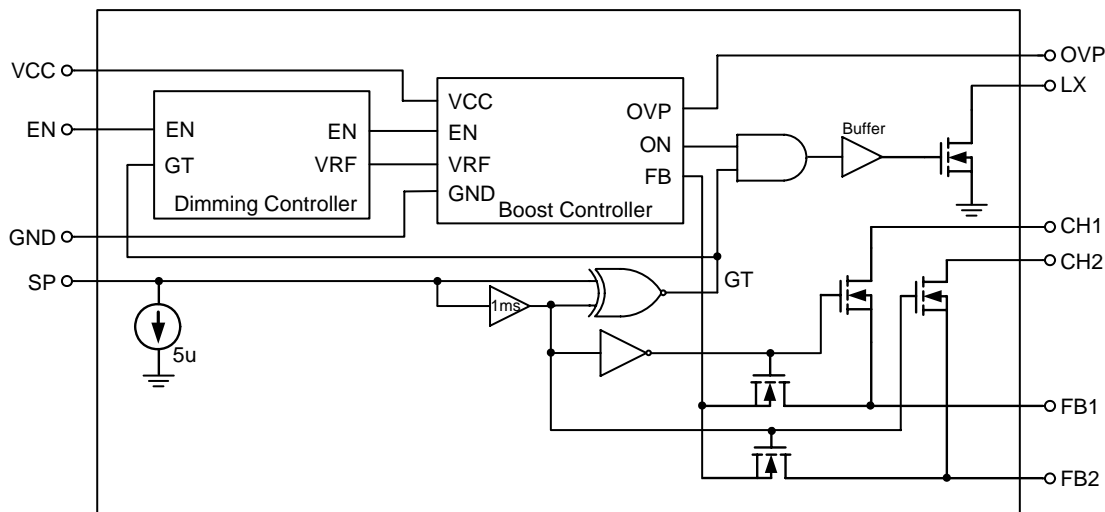 OVP
VCC
LX
VCC
OVP
Buffer
EN
EN
EN
EN
ON
GT
VRF
VRF
FB
GND
Dimming Controller
Boost Controller
GND
CH1
CH2
SP
GT
1ms
5u
FB1
FB2